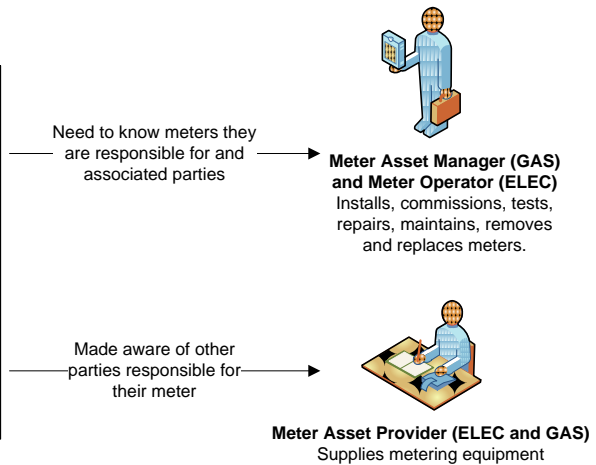 Need to know meters they
are responsible for and
associated parties
Meter Asset Manager (GAS)
and Meter Operator (ELEC)
Installs, commissions, tests,
repairs, maintains, removes
and replaces meters.
Made aware of other
parties responsible for
their meter
Meter Asset Provider (ELEC and GAS)
Supplies metering equipment